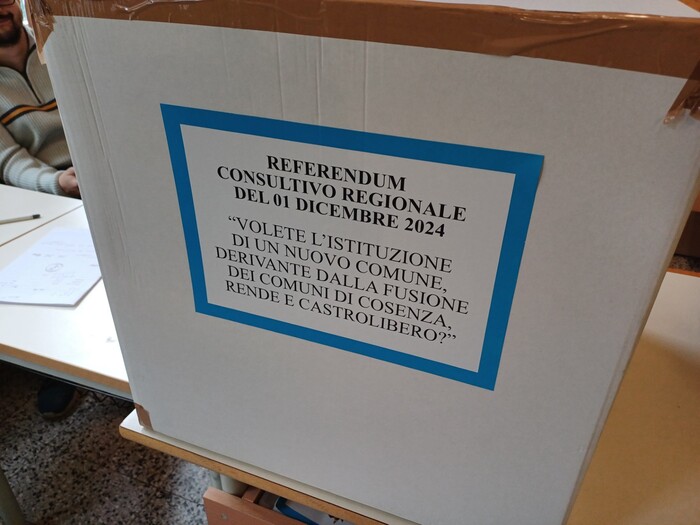 REFERENDUM
CONSULTIVO REGIONALE
DEL 01 DICEMBRE 2024
“VOLETE L’ISTITUZIONE
DI UN NUOVO COMUNE,
DERIVANTE DALLA FUSIONE
DEI COMUNI DI COSENZA,
RENDE E CASTROLIBERO?”